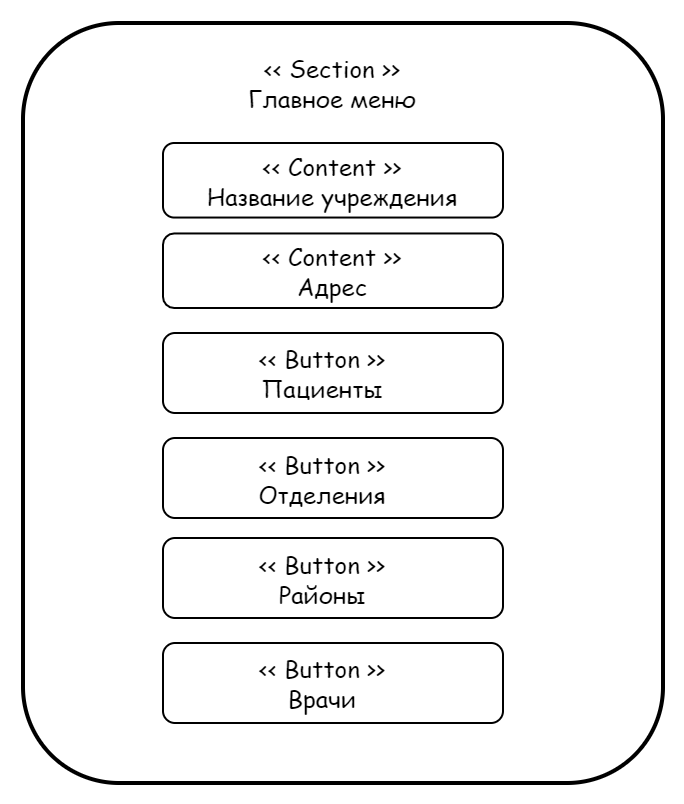 << Section >>
Главное меню
<< Content >>
Название учреждения
<< Content >>
Адрес
<< Button >>
Пациенты
<< Button >>
Отделения
<< Button >>
Районы
<< Button >>
Врачи